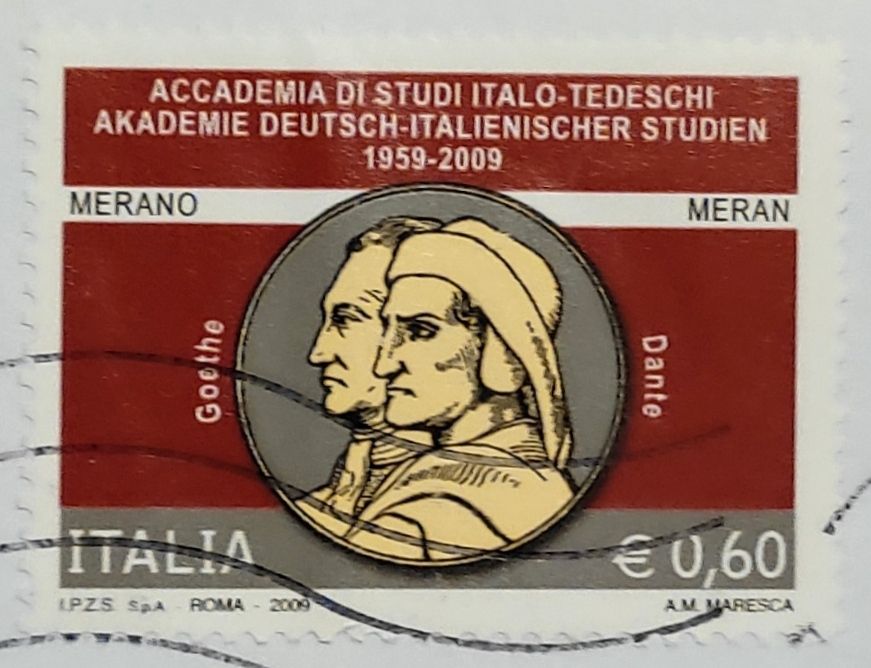 ACCADEMIA DI STUDI ITALO-TEDESCHI
AKADEMIE DEUTSCH-ITALIENISCHER STUDIEN
1959-2009
MERANO MERAN
Goethe
Dante
ITALIA € 0,60
I.P.Z.S. S.p.A. - ROMA - 2009 A.M. MARESCA